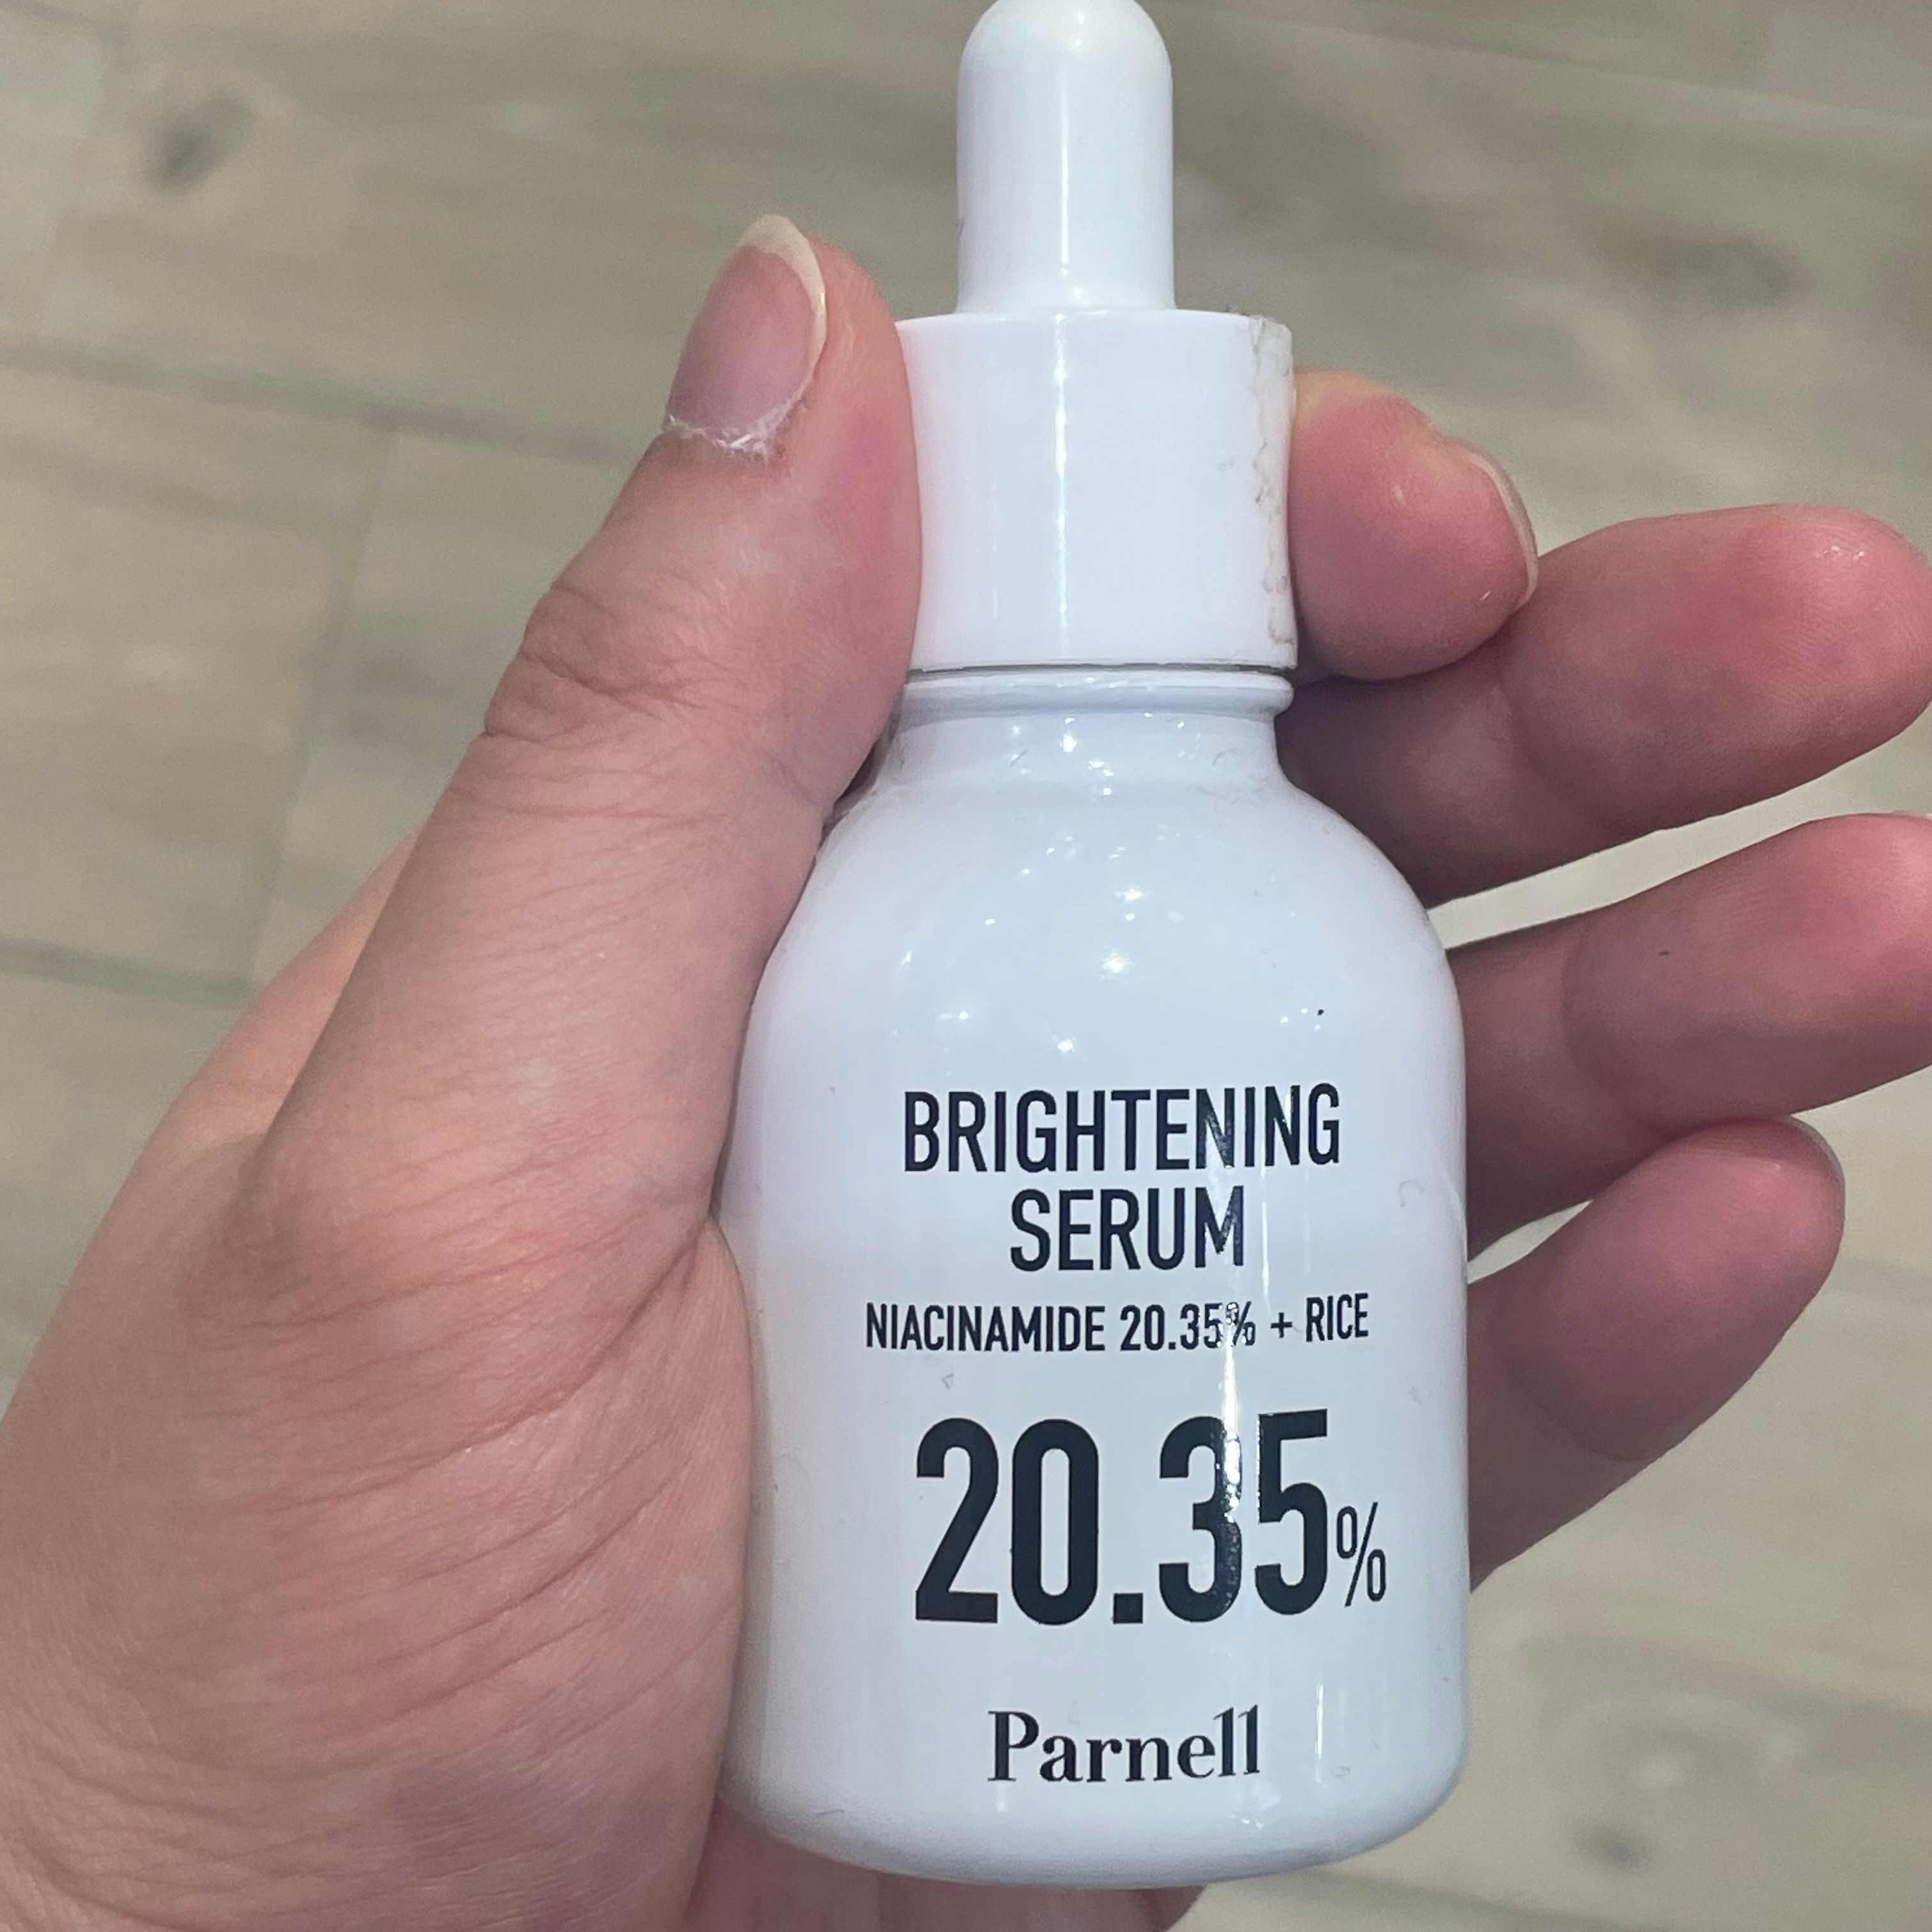 BRIGHTENING
SERUM
NIACINAMIDE 20.35% + RICE
20.35%
Parnell